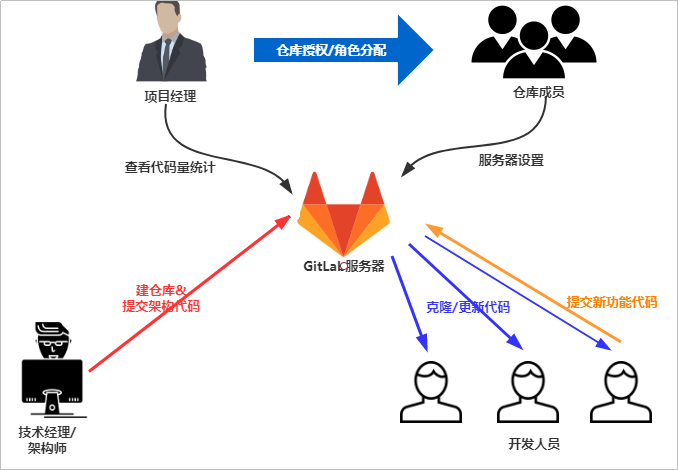 仓库授权/角色分配
项目经理
仓库成员
查看代码量统计
服务器设置
GitLab服务器
建仓库&
提交架构代码
克隆/更新代码
提交新功能代码
技术经理/
架构师
开发人员